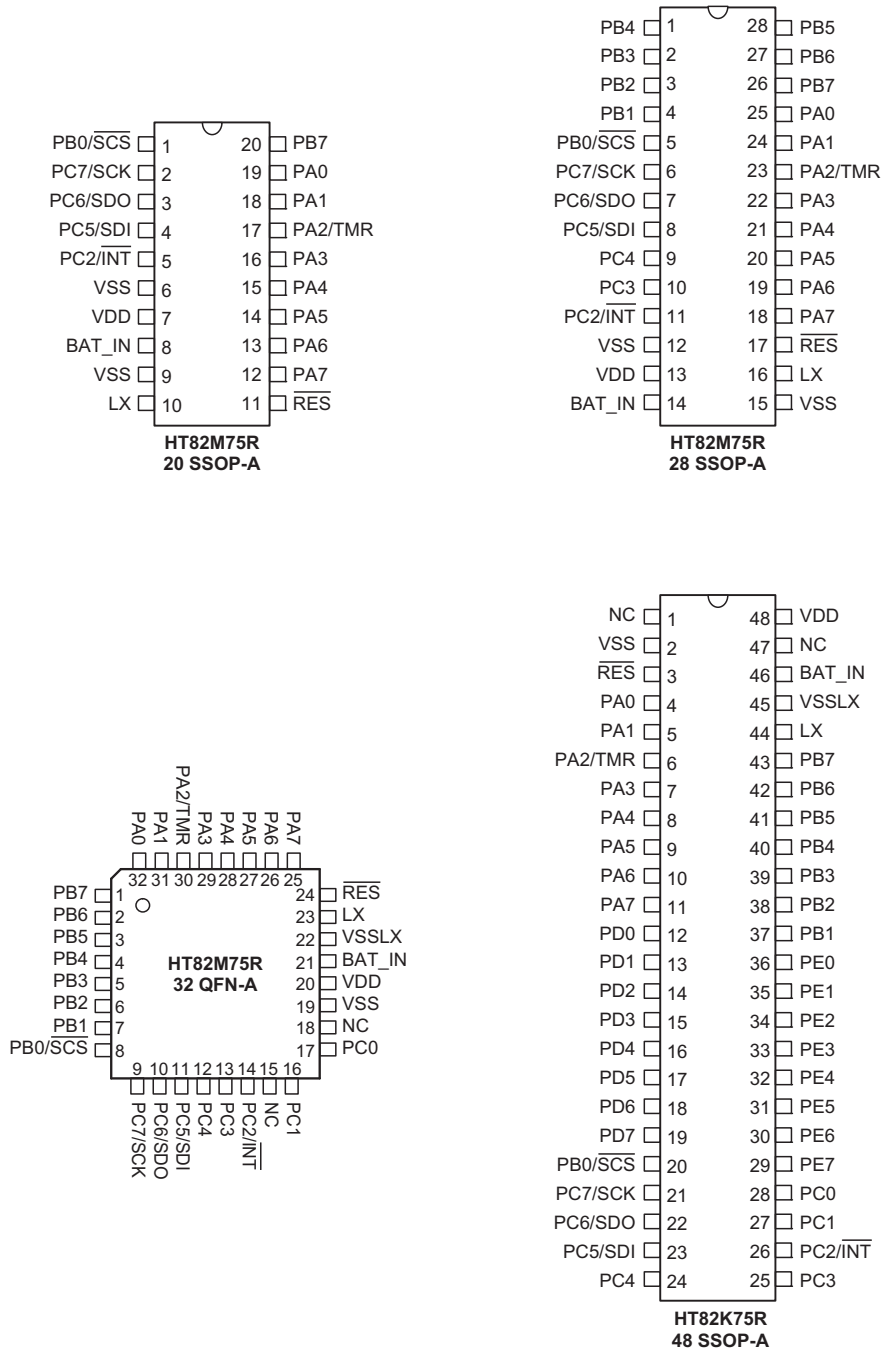 PB0/SCS 1 20 PB7
PC7/SCK 2 19 PA0
PC6/SDO 3 18 PA1
PC5/SDI 4 17 PA2/TMR
PC2/INT 5 16 PA3
VSS 6 15 PA4
VDD 7 14 PA5
BAT_IN 8 13 PA6
VSS 9 12 PA7
LX 10 11 RES
HT82M75R
20 SSOP-A
PB4 1 28 PB5
PB3 2 27 PB6
PB2 3 26 PB7
PB1 4 25 PA0
PB0/SCS 5 24 PA1
PC7/SCK 6 23 PA2/TMR
PC6/SDO 7 22 PA3
PC5/SDI 8 21 PA4
PC4 9 20 PA5
PC3 10 19 PA6
PC2/INT 11 18 PA7
VSS 12 17 RES
VDD 13 16 LX
BAT_IN 14 15 VSS
HT82M75R
28 SSOP-A
PA0 PA1 PA2/TMR PA3 PA4 PA5 PA6 PA7
32 31 30 29 28 27 26 25
PB7 1 24 RES
PB6 2 23 LX
PB5 3 22 VSSLX
PB4 4 21 BAT_IN
PB3 5 20 VDD
PB2 6 19 VSS
PB1 7 18 NC
PB0/SCS 8 17 PC0
HT82M75R
32 QFN-A
9 10 11 12 13 14 15 16
PC7/SCK PC6/SDO PC5/SDI PC4 PC3 PC2/INT NC PC1
NC 1 48 VDD
VSS 2 47 NC
RES 3 46 BAT_IN
PA0 4 45 VSSLX
PA1 5 44 LX
PA2/TMR 6 43 PB7
PA3 7 42 PB6
PA4 8 41 PB5
PA5 9 40 PB4
PA6 10 39 PB3
PA7 11 38 PB2
PD0 12 37 PB1
PD1 13 36 PE0
PD2 14 35 PE1
PD3 15 34 PE2
PD4 16 33 PE3
PD5 17 32 PE4
PD6 18 31 PE5
PD7 19 30 PE6
PB0/SCS 20 29 PE7
PC7/SCK 21 28 PC0
PC6/SDO 22 27 PC1
PC5/SDI 23 26 PC2/INT
PC4 24 25 PC3
HT82K75R
48 SSOP-A